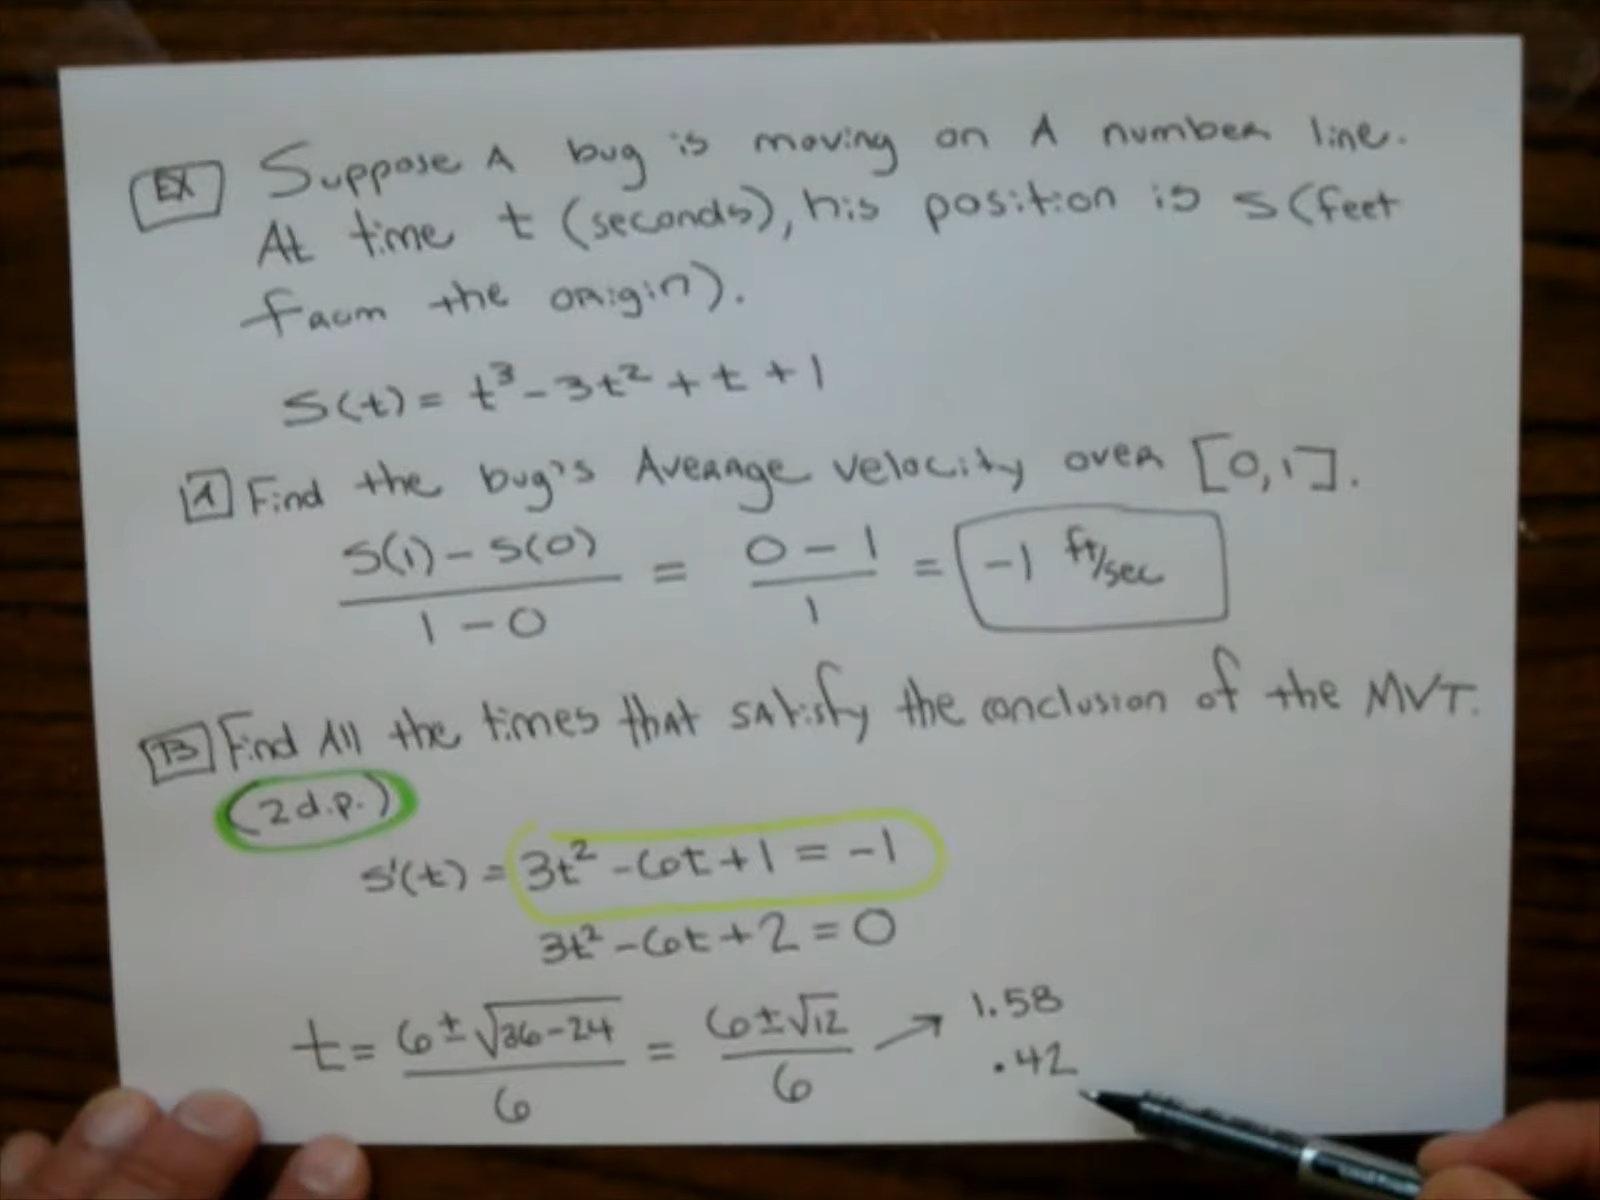 EX Suppose A bug is moving on A number line.
At time t (seconds), his position is s (feet
from the origin).
S(t) = t³ - 3t² + t + 1
A Find the bug's Average velocity over [0,1].
S(1) - S(0) / 1 - 0 = 0 - 1 / 1 = -1 ft/sec
B Find All the times that satisfy the conclusion of the MVT.
(2 d.p.)
S'(t) = 3t² - 6t + 1 = -1
3t² - 6t + 2 = 0
t = 6 ± √36-24 / 6 = 6 ± √12 / 6 → 1.58
.42